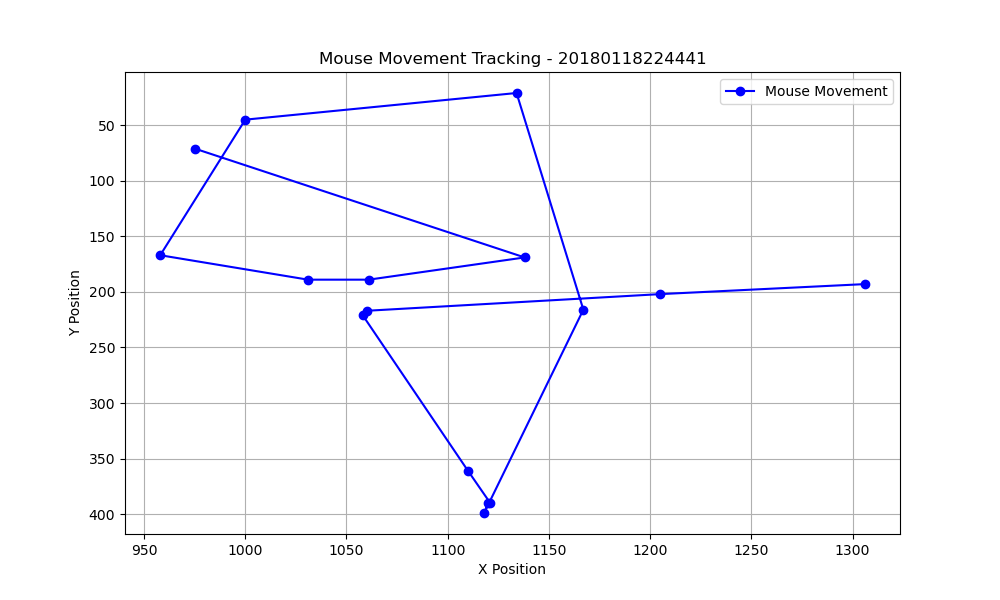 Mouse Movement Tracking - 20180118224441
Mouse Movement
50
100
150
200
250
300
350
400
Y Position
950 1000 1050 1100 1150 1200 1250 1300
X Position